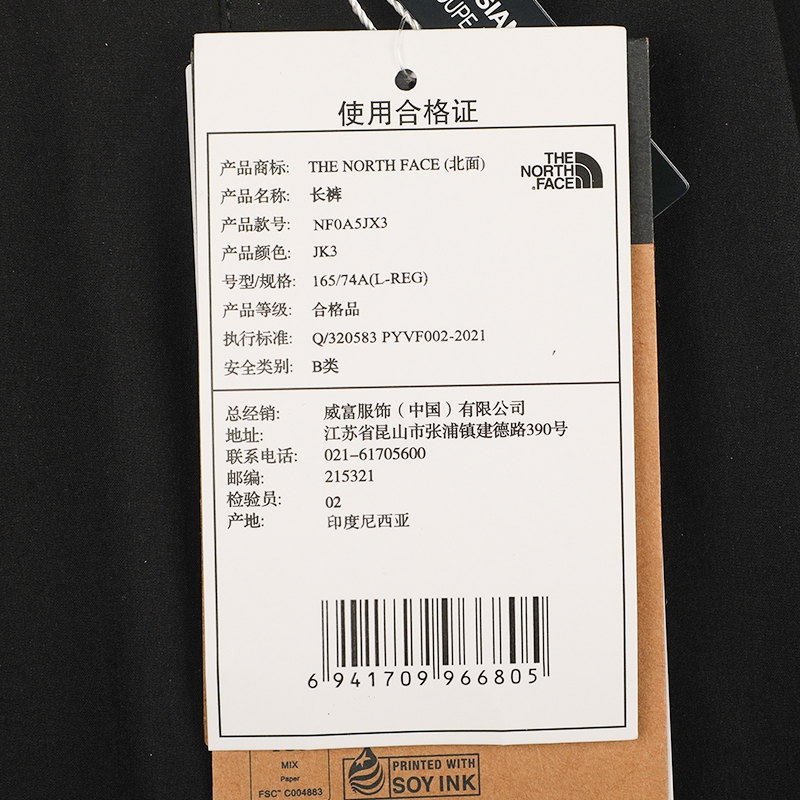 使用合格证
产品商标: THE NORTH FACE (北面)
THE
NORTH
FACE
产品名称: 长裤
产品款号: NF0A5JX3
产品颜色: JK3
号型/规格: 165/74A(L-REG)
产品等级: 合格品
执行标准: Q/320583 PYVF002-2021
安全类别: B类
总经销: 威富服饰（中国）有限公司
地址: 江苏省昆山市张浦镇建德路390号
联系电话: 021-61705600
邮编: 215321
检验员: 02
产地: 印度尼西亚
6 941709 966805
MIX
Paper
FSC™ C004883
PRINTED WITH
SOY INK